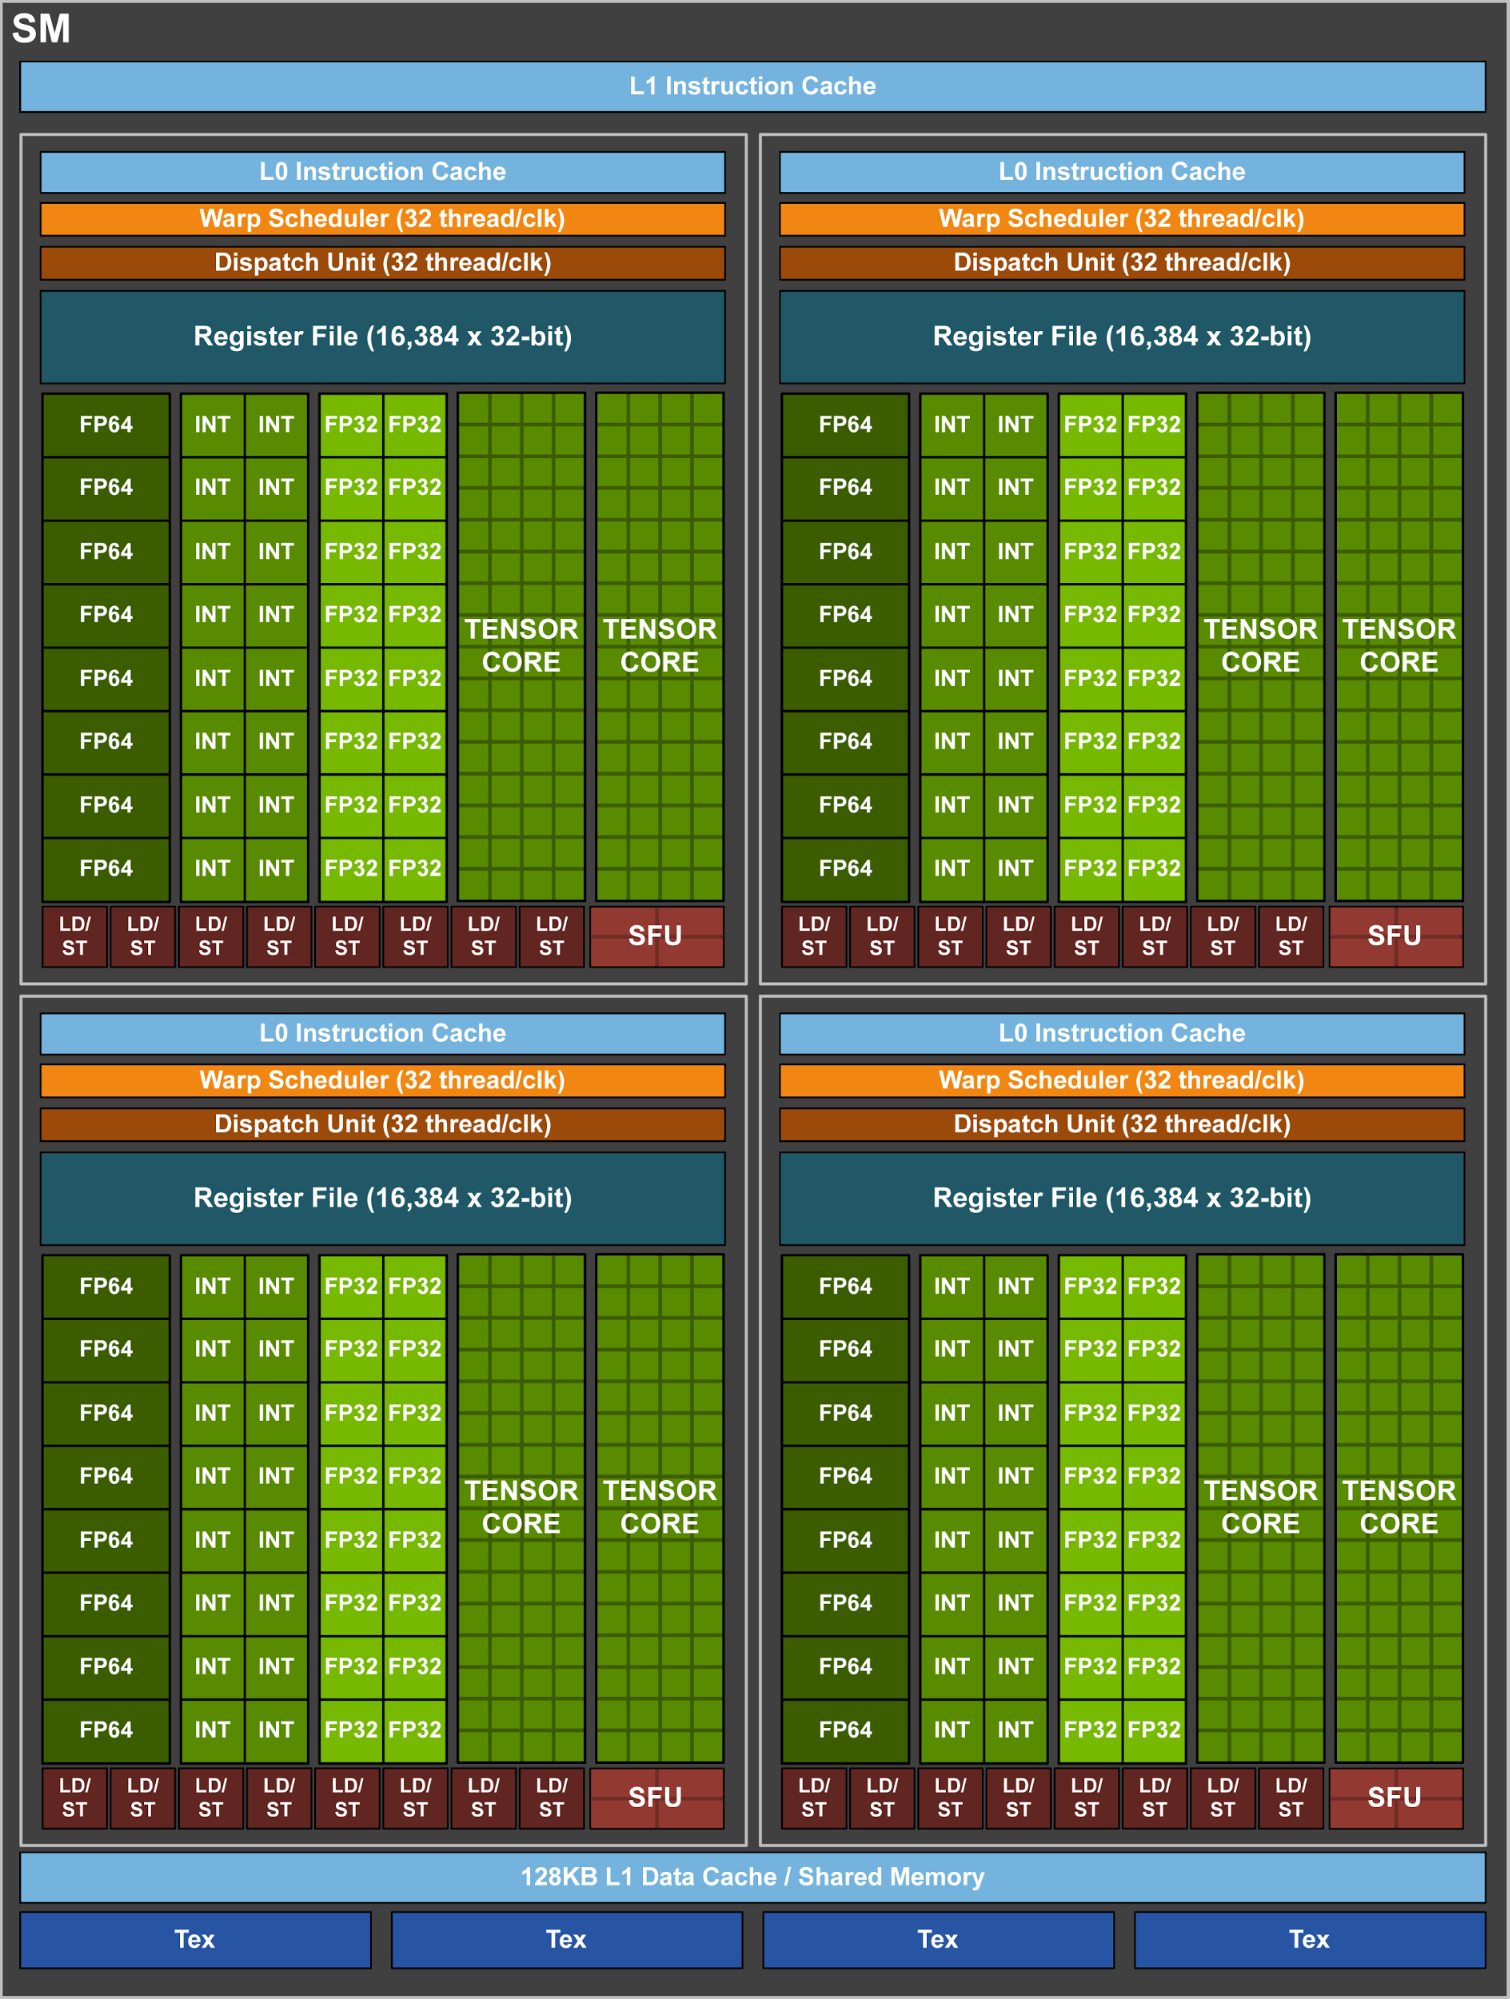 SM
L1 Instruction Cache
L0 Instruction Cache
Warp Scheduler (32 thread/clk)
Dispatch Unit (32 thread/clk)
Register File (16,384 x 32-bit)
FP64 INT INT FP32 FP32
FP64 INT INT FP32 FP32
FP64 INT INT FP32 FP32
FP64 INT INT FP32 FP32
TENSOR TENSOR
CORE CORE
FP64 INT INT FP32 FP32
FP64 INT INT FP32 FP32
FP64 INT INT FP32 FP32
FP64 INT INT FP32 FP32
LD/ LD/ LD/ LD/ LD/ LD/ LD/ LD/
ST ST ST ST ST ST ST ST
SFU
L0 Instruction Cache
Warp Scheduler (32 thread/clk)
Dispatch Unit (32 thread/clk)
Register File (16,384 x 32-bit)
FP64 INT INT FP32 FP32
FP64 INT INT FP32 FP32
FP64 INT INT FP32 FP32
FP64 INT INT FP32 FP32
TENSOR TENSOR
CORE CORE
FP64 INT INT FP32 FP32
FP64 INT INT FP32 FP32
FP64 INT INT FP32 FP32
FP64 INT INT FP32 FP32
LD/ LD/ LD/ LD/ LD/ LD/ LD/ LD/
ST ST ST ST ST ST ST ST
SFU
L0 Instruction Cache
Warp Scheduler (32 thread/clk)
Dispatch Unit (32 thread/clk)
Register File (16,384 x 32-bit)
FP64 INT INT FP32 FP32
FP64 INT INT FP32 FP32
FP64 INT INT FP32 FP32
FP64 INT INT FP32 FP32
TENSOR TENSOR
CORE CORE
FP64 INT INT FP32 FP32
FP64 INT INT FP32 FP32
FP64 INT INT FP32 FP32
FP64 INT INT FP32 FP32
LD/ LD/ LD/ LD/ LD/ LD/ LD/ LD/
ST ST ST ST ST ST ST ST
SFU
L0 Instruction Cache
Warp Scheduler (32 thread/clk)
Dispatch Unit (32 thread/clk)
Register File (16,384 x 32-bit)
FP64 INT INT FP32 FP32
FP64 INT INT FP32 FP32
FP64 INT INT FP32 FP32
FP64 INT INT FP32 FP32
TENSOR TENSOR
CORE CORE
FP64 INT INT FP32 FP32
FP64 INT INT FP32 FP32
FP64 INT INT FP32 FP32
FP64 INT INT FP32 FP32
LD/ LD/ LD/ LD/ LD/ LD/ LD/ LD/
ST ST ST ST ST ST ST ST
SFU
128KB L1 Data Cache / Shared Memory
Tex Tex Tex Tex